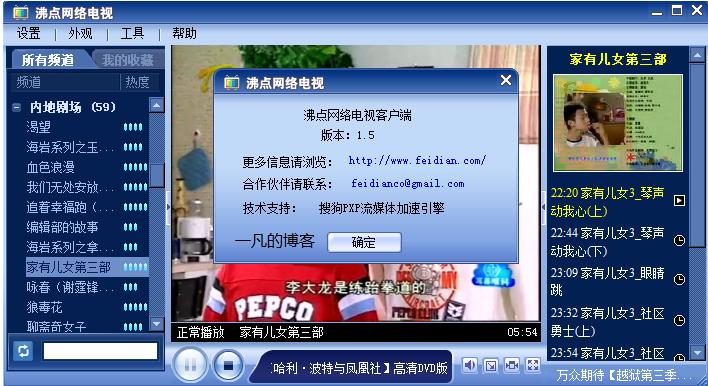 沸点网络电视
设置 外观 工具 帮助
所有频道 我的收藏
频道 热度
内地剧场 (59)
渴望
海岩系列之玉...
血色浪漫
我们无处安放...
追着幸福跑（...
编辑部的故事
海岩系列之拿...
家有儿女第三部
咏春（谢霆锋...
狼毒花
聊斋奇女子
沸点网络电视
沸点网络电视客户端
版本：1.5
更多信息请浏览： http://www.feidian.com/
合作伙伴请联系： feidianco@gmail.com
技术支持： 搜狗PXP流媒体加速引擎
一凡的博客
确定
李大龙是练跆拳道的
PEPCO
PEPCO
正常播放 家有儿女第三部 05:54
哈利·波特与凤凰社】高清DVD版
家有儿女第三部
22:20 家有儿女3_琴声
动我心(上)
22:44 家有儿女3_琴声
动我心(下)
23:09 家有儿女3_眼睛
跳
23:32 家有儿女3_社区
勇士(上)
23:54 家有儿女3_社区
万众期待【越狱第三季...